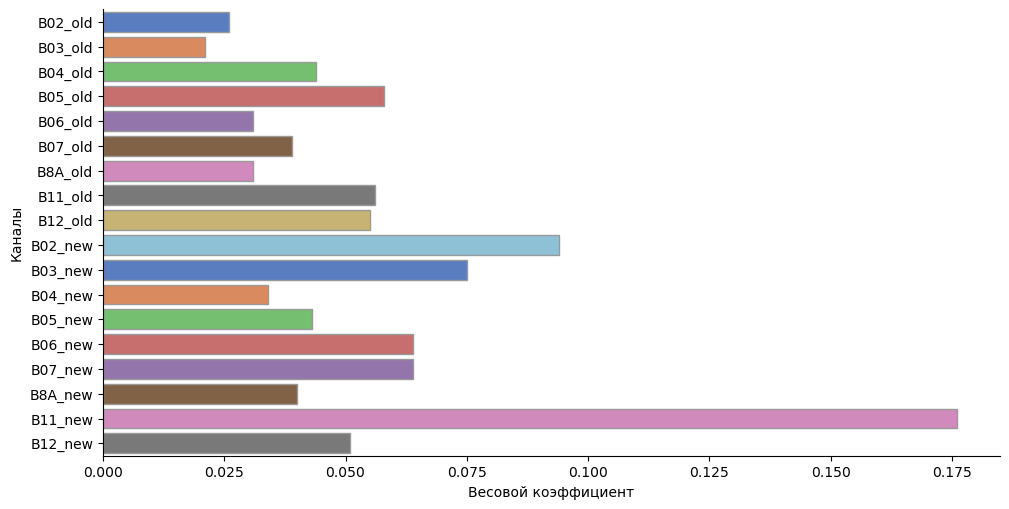 B02_old
B03_old
B04_old
B05_old
B06_old
B07_old
B8A_old
B11_old
B12_old
B02_new
B03_new
B04_new
B05_new
B06_new
B07_new
B8A_new
B11_new
B12_new
Каналы
0.000 0.025 0.050 0.075 0.100 0.125 0.150 0.175
Весовой коэффициент